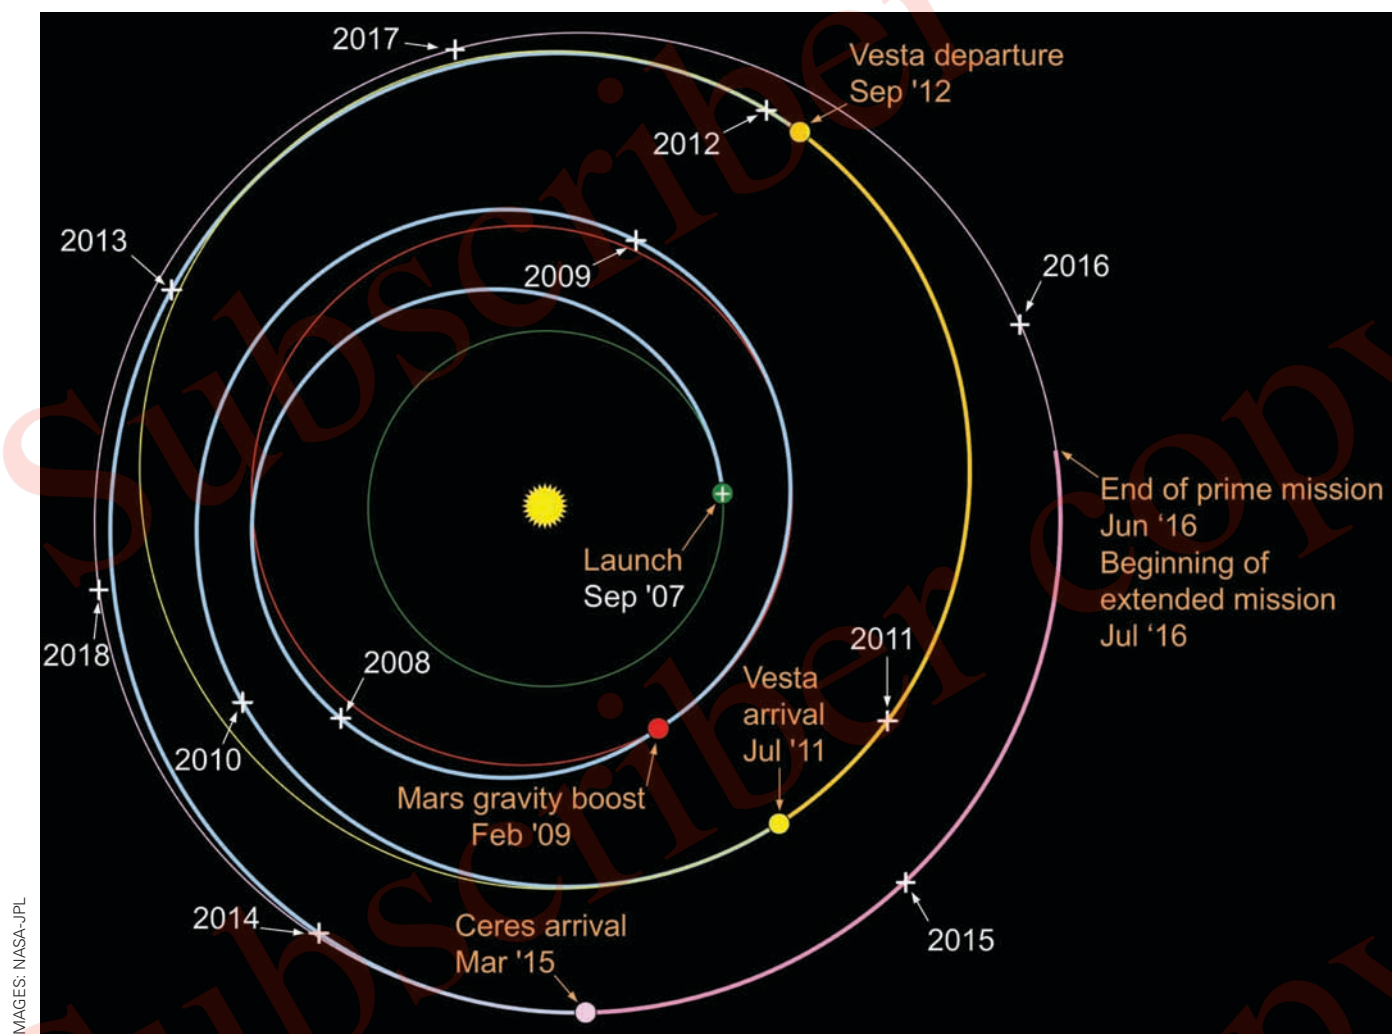 2017
Vesta departure
Sep '12
2012
2013
2009
2016
Launch
Sep '07
End of prime mission
Jun ‘16
Beginning of
extended mission
Jul ‘16
2018
2008
2011
Vesta
arrival
Jul '11
2010
Mars gravity boost
Feb '09
2014
Ceres arrival
Mar '15
2015
MAGES: NASA-JPL
Subscriber
Subscriber copy